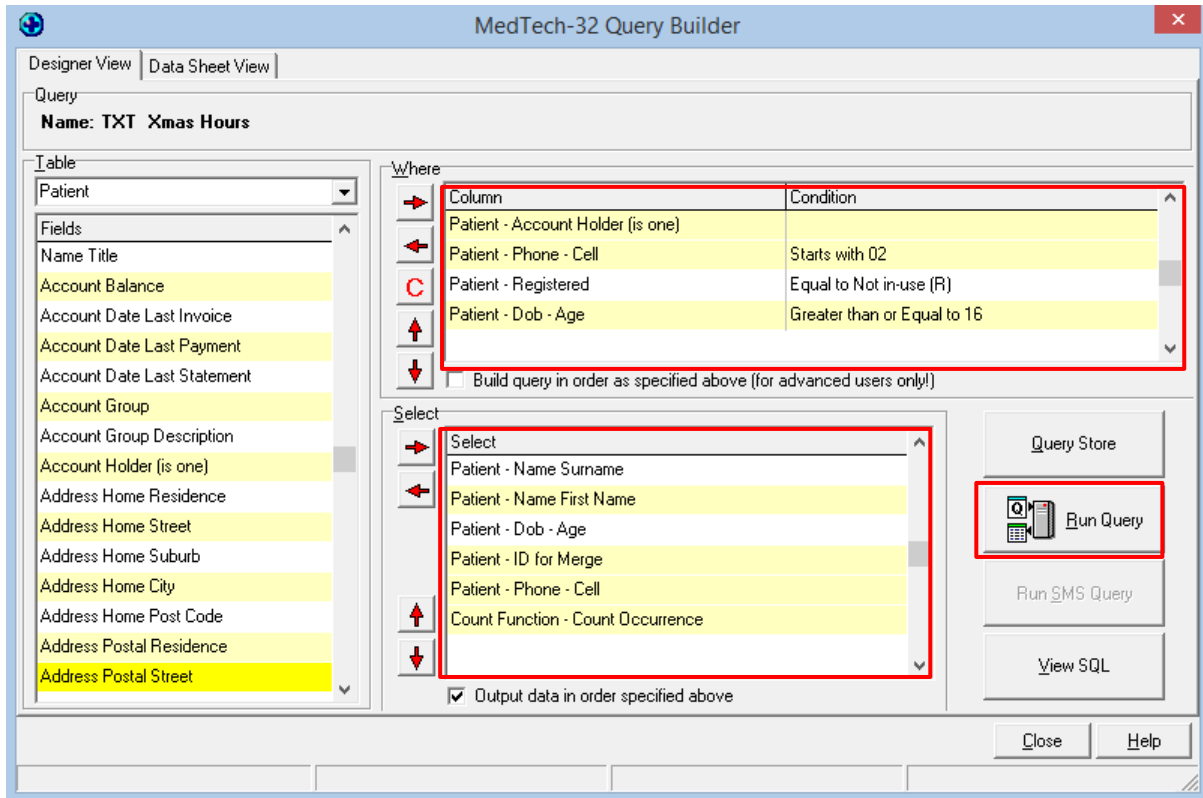 MedTech-32 Query Builder
Designer View
Data Sheet View
Query
Name: TXT  Xmas Hours
Table
Patient
Fields
Name Title
Account Balance
Account Date Last Invoice
Account Date Last Payment
Account Date Last Statement
Account Group
Account Group Description
Account Holder (is one)
Address Home Residence
Address Home Street
Address Home Suburb
Address Home City
Address Home Post Code
Address Postal Residence
Address Postal Street
Where
C
Column Condition
Patient - Account Holder (is one)
Patient - Phone - Cell Starts with 02
Patient - Registered Equal to Not in-use (R)
Patient - Dob - Age Greater than or Equal to 16
Build query in order as specified above (for advanced users only!)
Select
Select
Patient - Name Surname
Patient - Name First Name
Patient - Dob - Age
Patient - ID for Merge
Patient - Phone - Cell
Count Function - Count Occurrence
Output data in order specified above
Query Store
Q
Run Query
Run SMS Query
View SQL
Close
Help